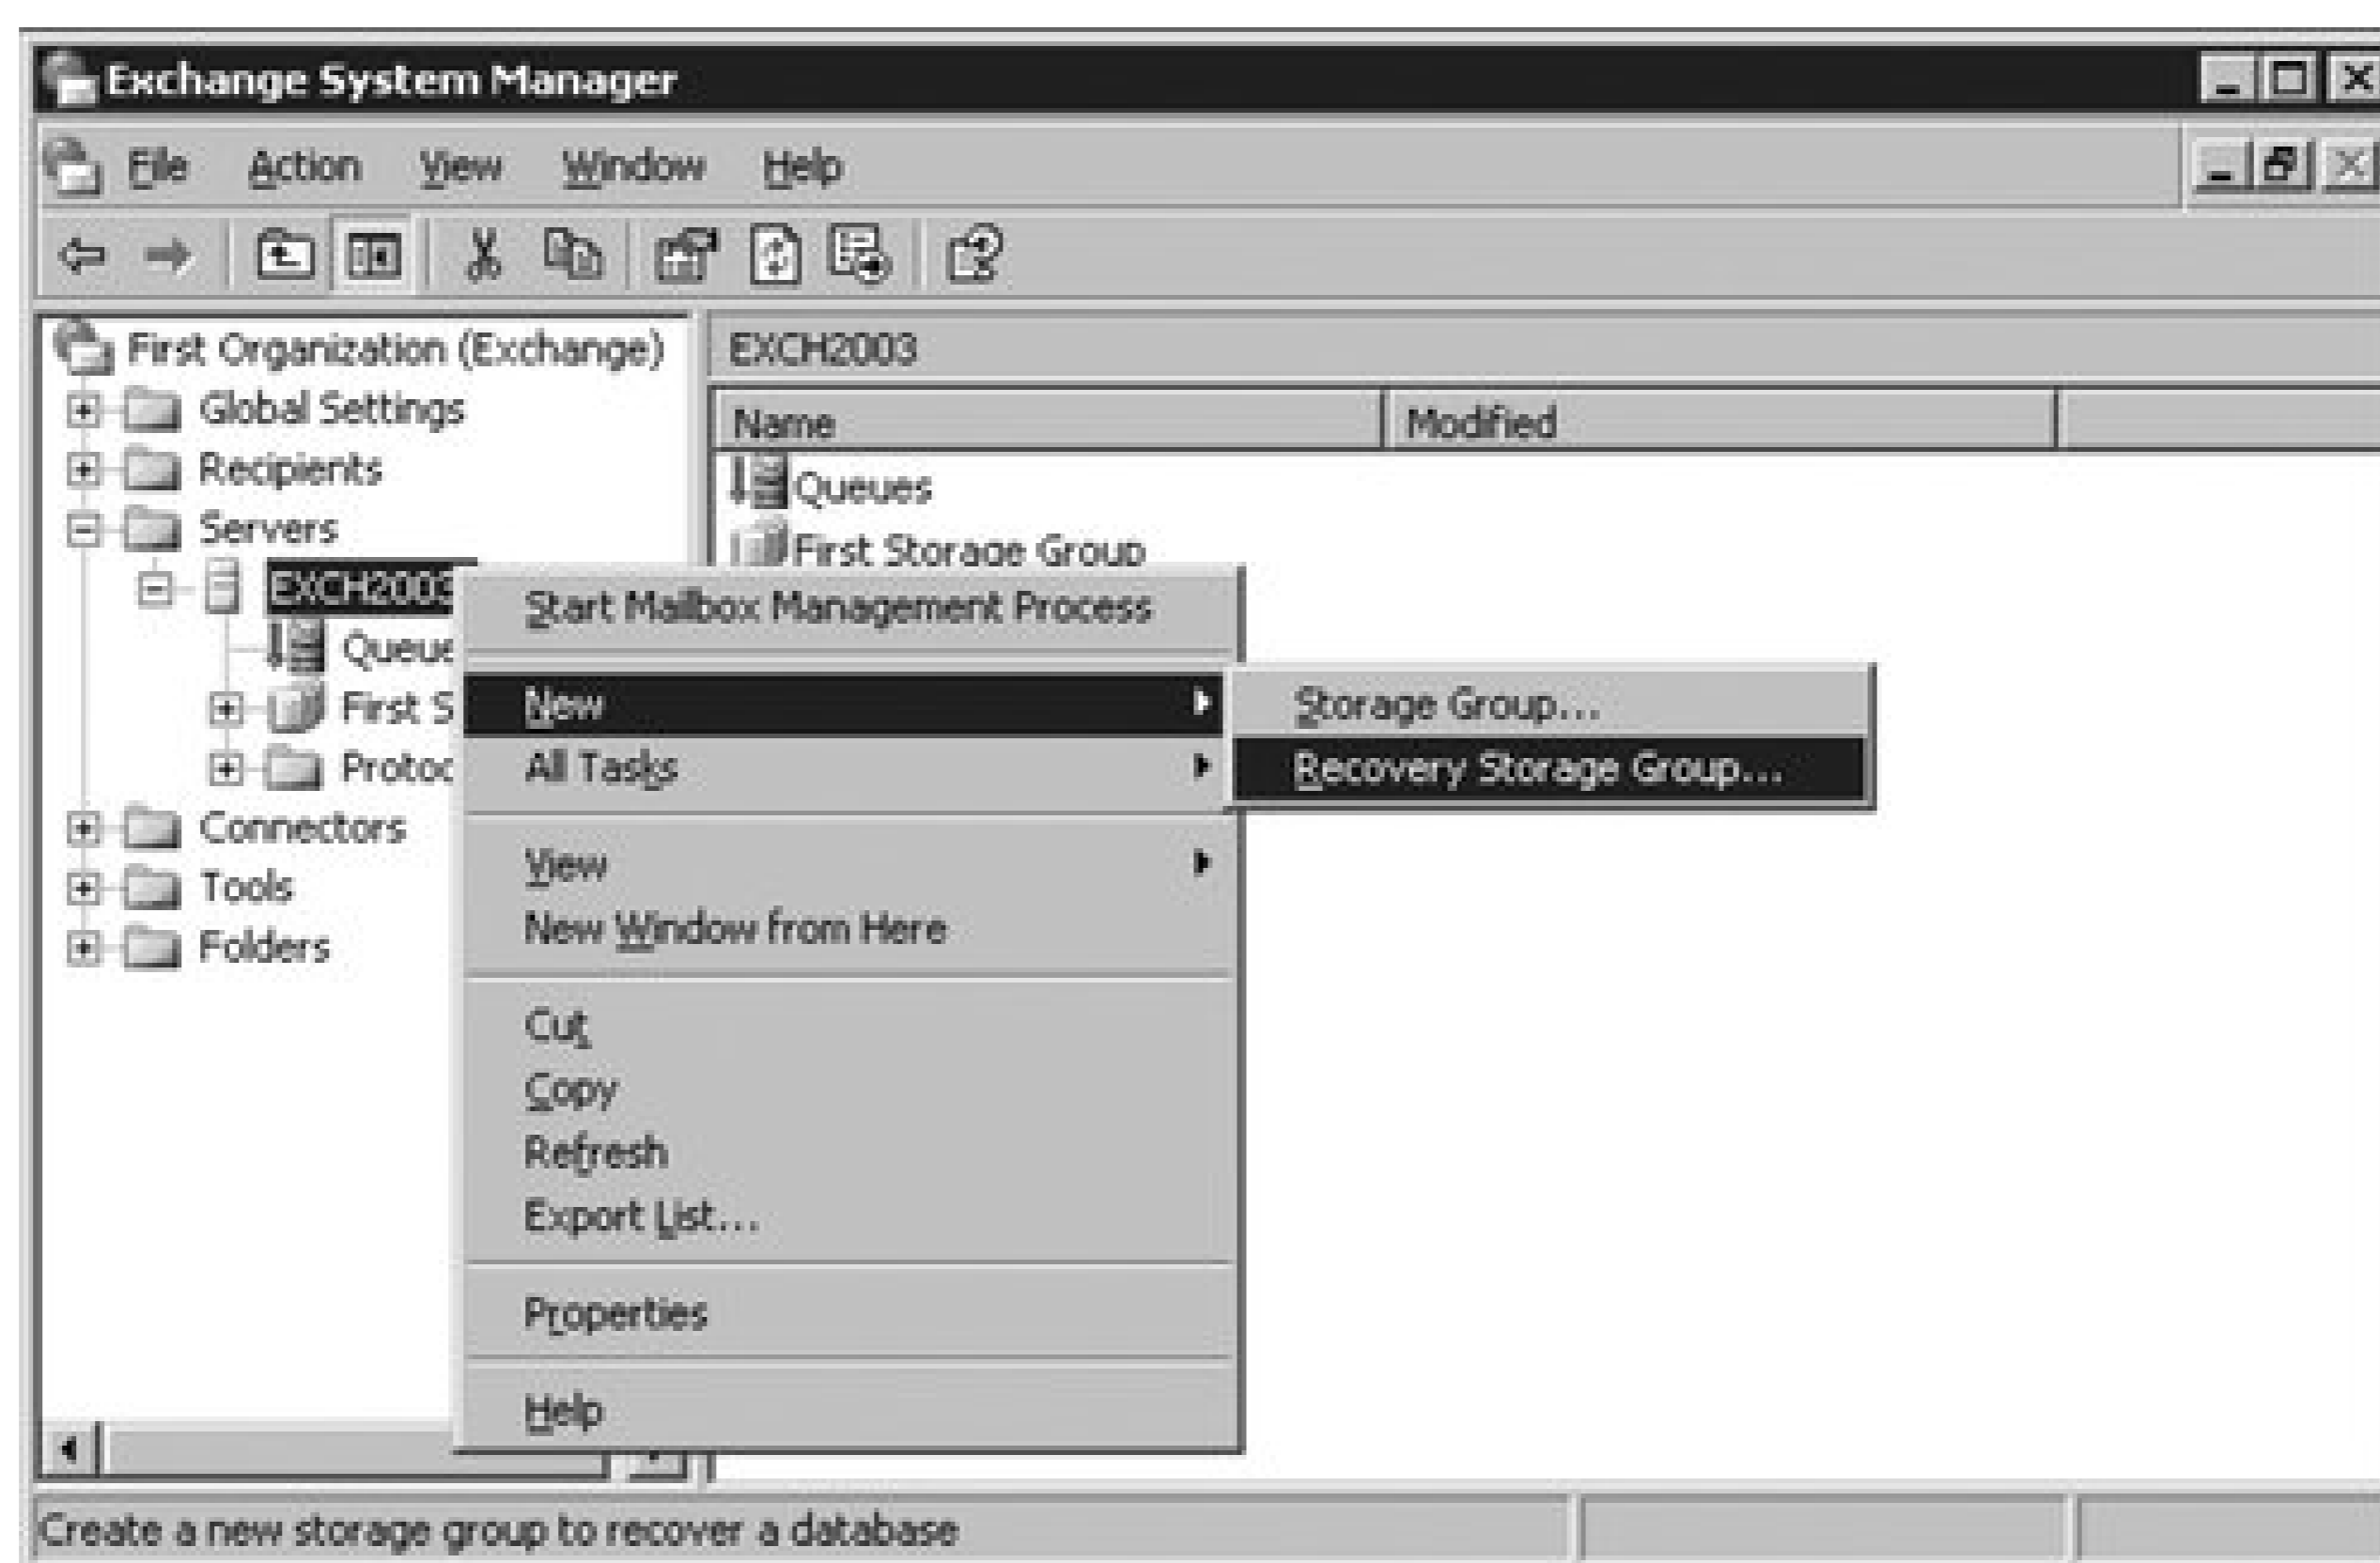 Exchange System Manager
File Action View Window Help
First Organization (Exchange)
Global Settings
Recipients
Servers
EXCH2003
Queue
First S
Protoc
Connectors
Tools
Folders
EXCH2003
Name Modified
Queues
First Storage Group
Start Mailbox Management Process
New
All Tasks
View
New Window from Here
Cut
Copy
Refresh
Export List...
Properties
Help
Storage Group...
Recovery Storage Group...
Create a new storage group to recover a database